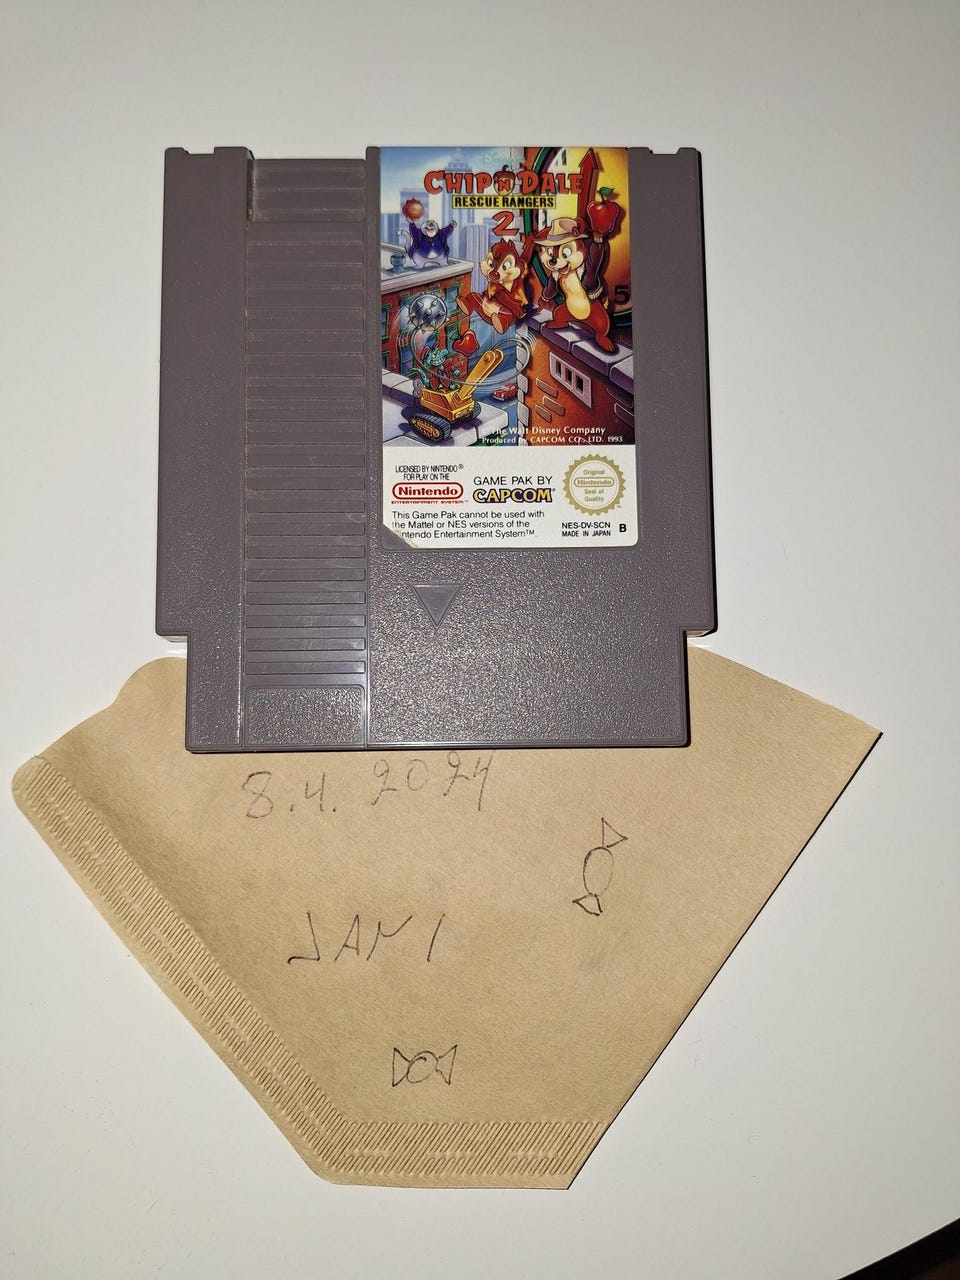 Disney's
CHIP 'N DALE
RESCUE RANGERS
2
5
© The Walt Disney Company
Produced by CAPCOM CO., LTD. 1993
LICENSED BY NINTENDO®
FOR PLAY ON THE
Nintendo
ENTERTAINMENT SYSTEM™
GAME PAK BY
CAPCOM®
Original
Nintendo
Seal of
Quality
This Game Pak cannot be used with
the Mattel or NES versions of the
Nintendo Entertainment System™.
NES-DV-SCN B
MADE IN JAPAN
8.4. 2024
JANI